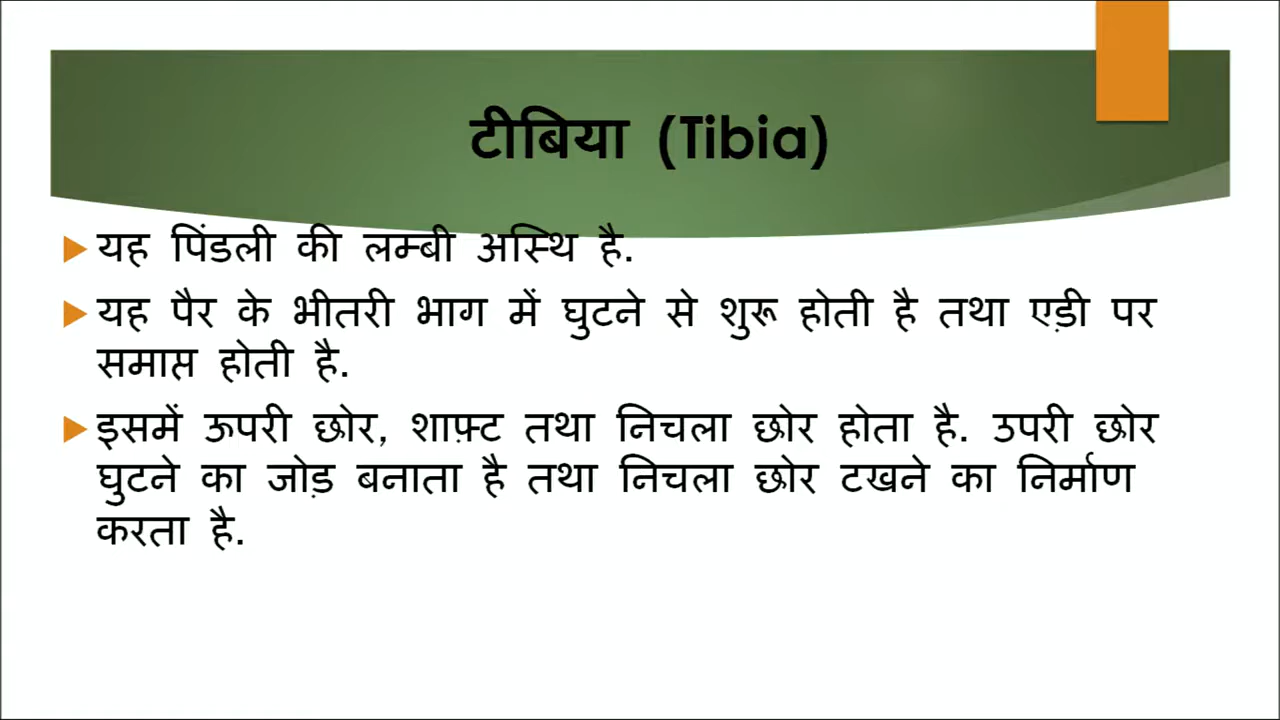 टीबिया (Tibia)
यह पिंडली की लम्बी अस्थि है.
यह पैर के भीतरी भाग में घुटने से शुरू होती है तथा एड़ी पर
समाप्त होती है.
इसमें ऊपरी छोर, शाफ़्ट तथा निचला छोर होता है. उपरी छोर
घुटने का जोड़ बनाता है तथा निचला छोर टखने का निर्माण
करता है.